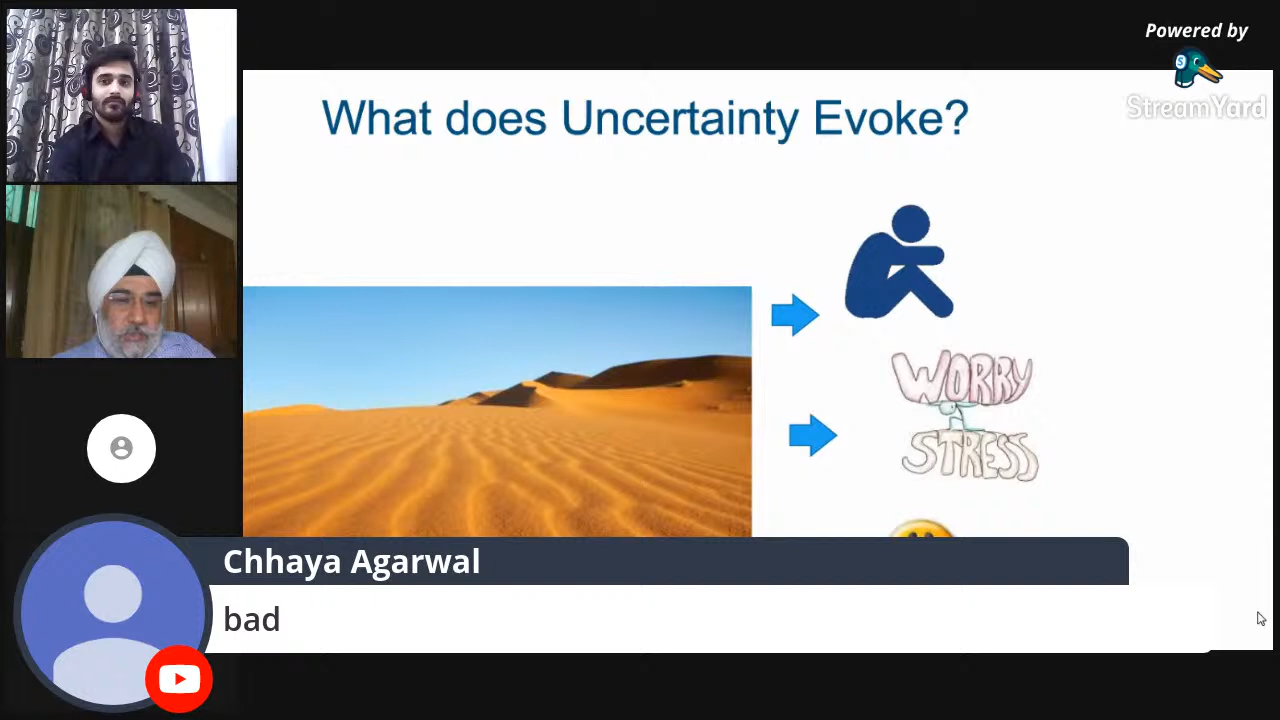 Powered by
StreamYard
What does Uncertainty Evoke?
WORRY
STRESS
Chhaya Agarwal
bad